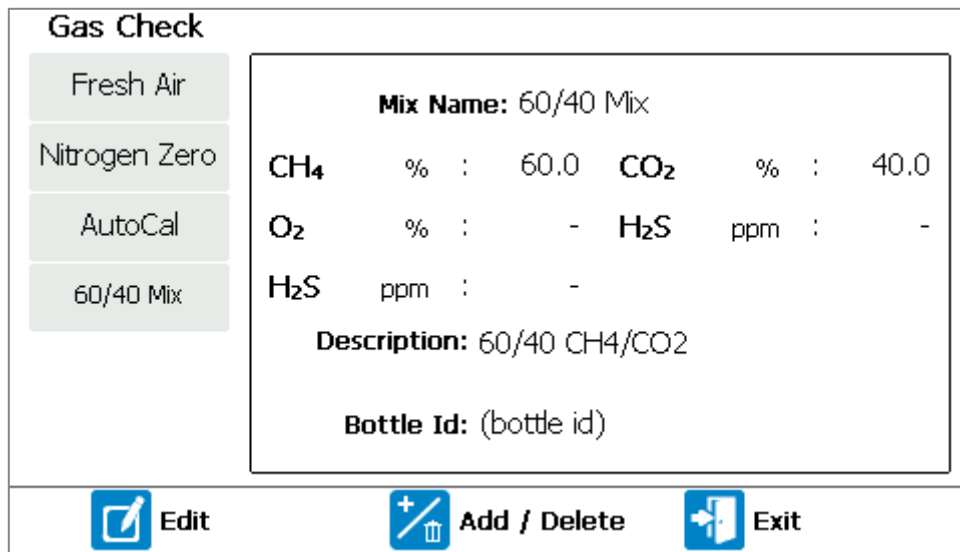 Gas Check
Fresh Air
Nitrogen Zero
AutoCal
60/40 Mix
Mix Name: 60/40 Mix
CH₄ % : 60.0 CO₂ % : 40.0
O₂ % : - H₂S ppm : -
H₂S ppm : -
Description: 60/40 CH4/CO2
Bottle Id: (bottle id)
Edit
Add / Delete
Exit